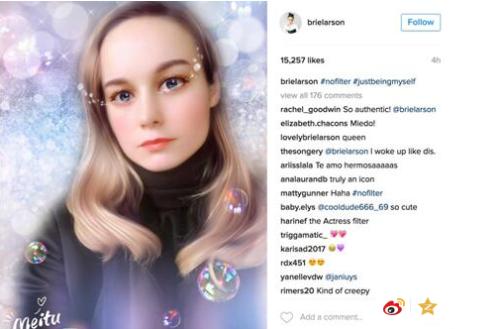 brielarson
Follow
15,257 likes
4h
brielarson #nofilter #justbeingmyself
view all 176 comments
rachel_goodwin So authentic! @brielarson
elizabeth.chacons Miedo!
lovelybrielarson queen
thesongery @brielarson I woke up like dis.
ariisslala Te amo hermosaaaaas
analaurandb truly an icon
mattygunner Haha #nofilter
baby.elys @cooldude666_69 so cute
harinef the Actress filter
triggamatic_ 💗💗
karisad2017 😂💜
rdx451 😍😍
yanellevdw @janiuys
rimers20 Kind of creepy
Add a comment...
Meitu